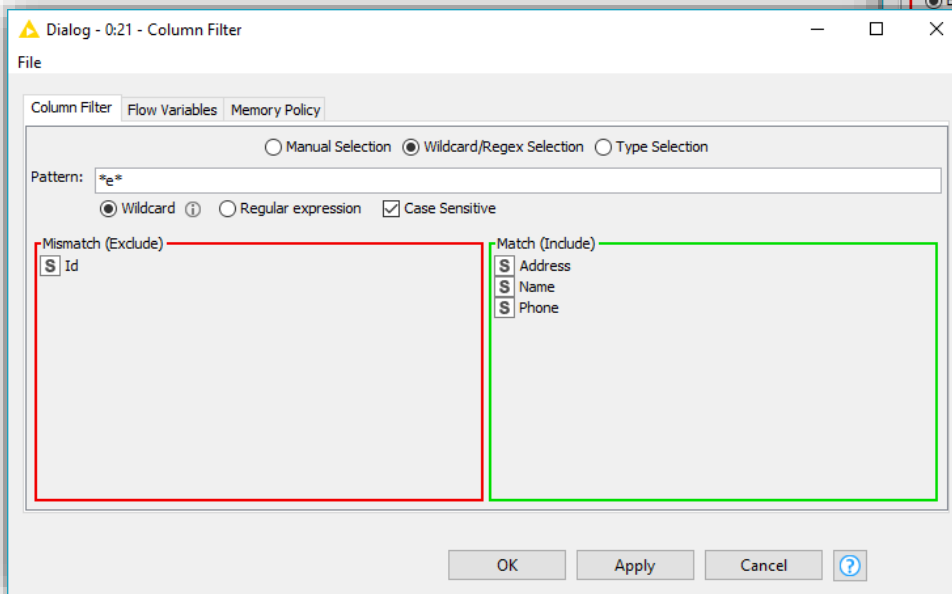 Dialog - 0:21 - Column Filter
File
Column Filter Flow Variables Memory Policy
Manual Selection Wildcard/Regex Selection Type Selection
Pattern: *e*
Wildcard Regular expression Case Sensitive
Mismatch (Exclude) Match (Include)
S Id S Address
S Name
S Phone
OK Apply Cancel ?